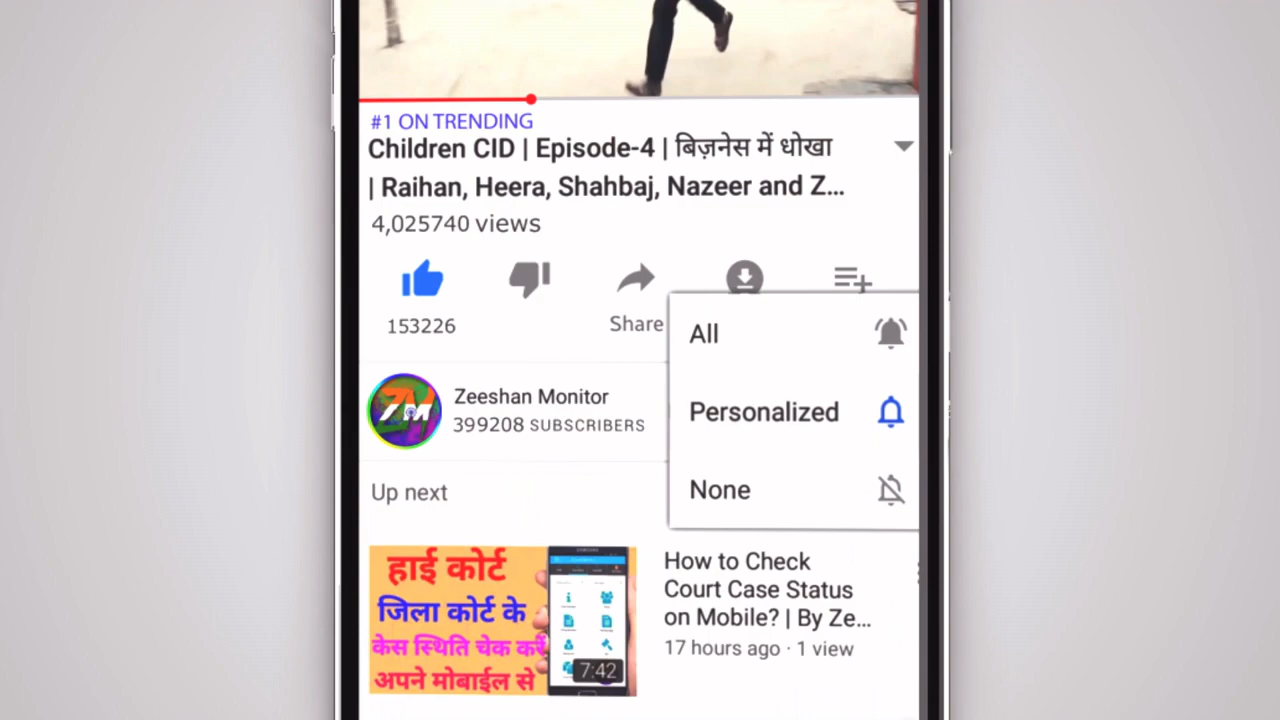 #1 ON TRENDING
Children CID | Episode-4 | बिज़नेस में धोखा
| Raihan, Heera, Shahbaj, Nazeer and Z...
4,025740 views
153226
Share
All
Personalized
None
ZM
Zeeshan Monitor
399208 SUBSCRIBERS
Up next
हाई कोर्ट
जिला कोर्ट के
केस स्थिति चेक करें
अपने मोबाईल से
7:42
How to Check
Court Case Status
on Mobile? | By Ze...
17 hours ago · 1 view